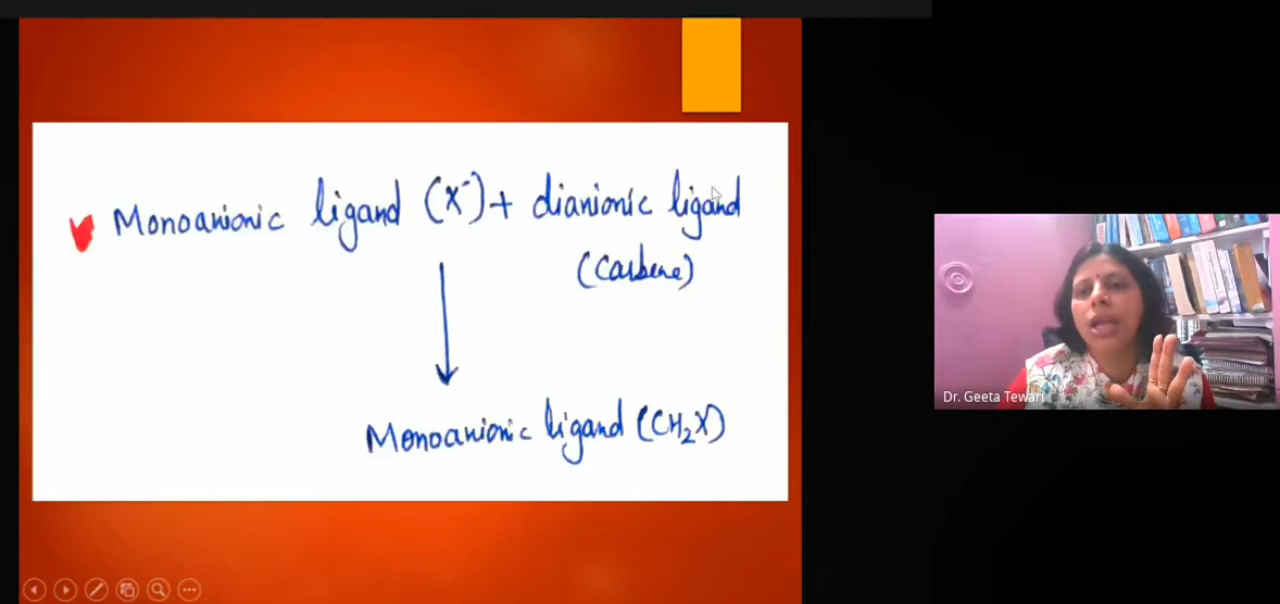 Monoanionic ligand (X⁻) + dianionic ligand
(Carbene)
Monoanionic ligand (CH₂X)
Dr. Geeta Tewari